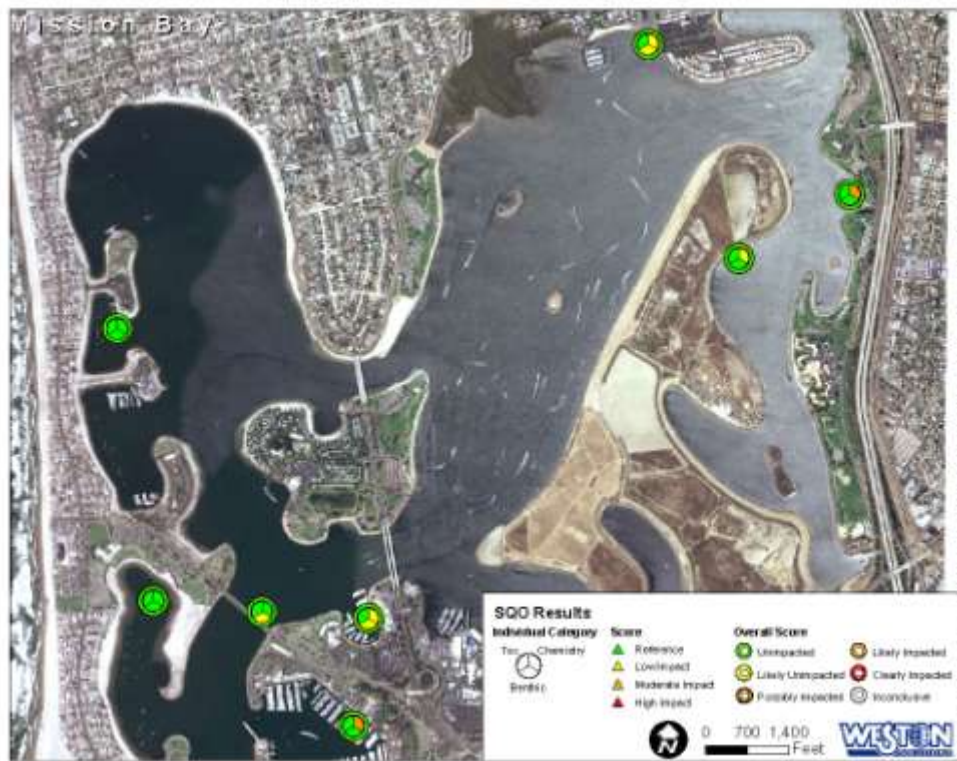 Mission Bay
SQO Results
Individual Category
Score
Overall Score
Tox
Chemistry
Benthic
Reference
Low Impact
Moderate Impact
High Impact
Unimpacted
Likely Unimpacted
Possibly Impacted
Likely Impacted
Clearly Impacted
Inconclusive
N
0 700 1,400
Feet
WESTON
SOLUTIONS